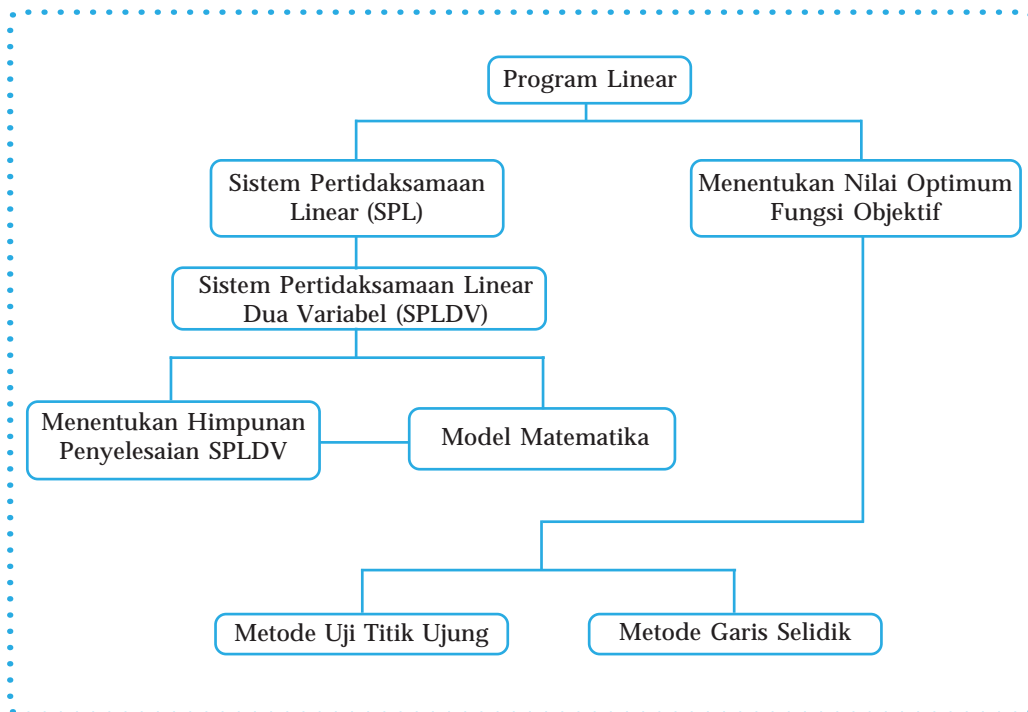 Program Linear
Sistem Pertidaksamaan
Linear (SPL)
Menentukan Nilai Optimum
Fungsi Objektif
Sistem Pertidaksamaan Linear
Dua Variabel (SPLDV)
Menentukan Himpunan
Penyelesaian SPLDV
Model Matematika
Metode Uji Titik Ujung
Metode Garis Selidik